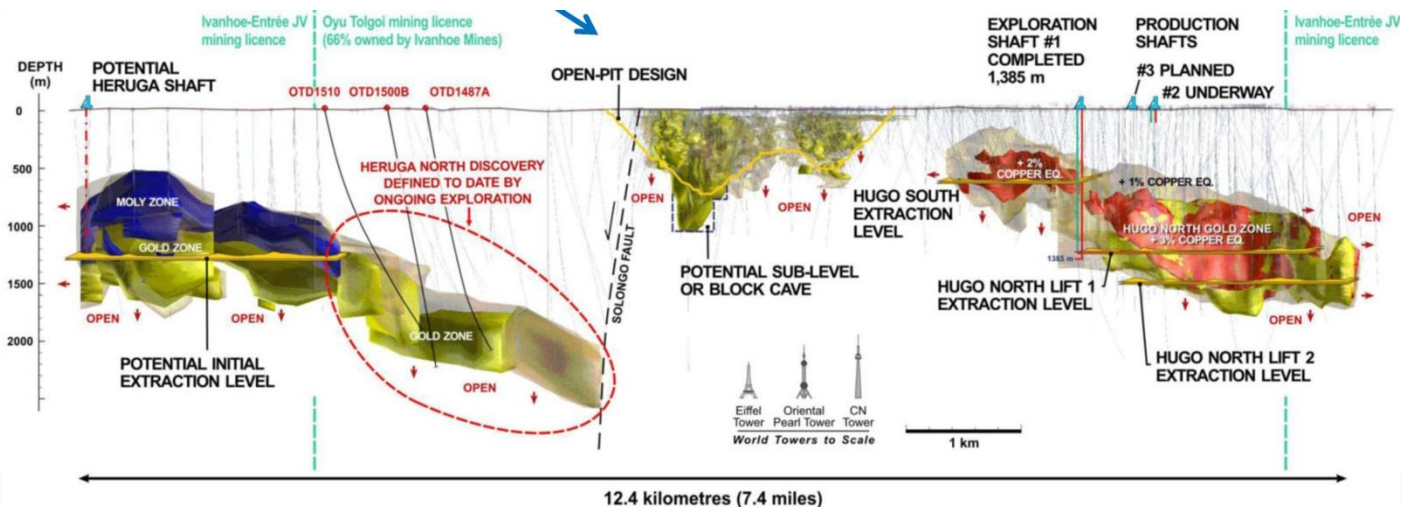 Ivanhoe-Entrée JV
mining licence
Oyu Tolgoi mining licence
(66% owned by Ivanhoe Mines)
EXPLORATION
SHAFT #1
COMPLETED
1,385 m
PRODUCTION
SHAFTS
#3 PLANNED
#2 UNDERWAY
Ivanhoe-Entrée JV
mining licence
DEPTH
(m)
POTENTIAL
HERUGA SHAFT
OTD1510
OTD1500B
OTD1487A
OPEN-PIT DESIGN
0
500
1000
1500
2000
MOLY ZONE
GOLD ZONE
OPEN
OPEN
POTENTIAL INITIAL
EXTRACTION LEVEL
HERUGA NORTH DISCOVERY
DEFINED TO DATE BY
ONGOING EXPLORATION
GOLD ZONE
OPEN
SOLONGO FAULT
OPEN
OPEN
POTENTIAL SUB-LEVEL
OR BLOCK CAVE
HUGO SOUTH
EXTRACTION
LEVEL
+ 2%
COPPER EQ.
+ 1% COPPER EQ.
HUGO NORTH GOLD ZONE
+ 3% COPPER EQ.
1385 m
OPEN
OPEN
HUGO NORTH LIFT 1
EXTRACTION LEVEL
OPEN
HUGO NORTH LIFT 2
EXTRACTION LEVEL
Eiffel
Tower
Oriental
Pearl Tower
CN
Tower
World Towers to Scale
1 km
12.4 kilometres (7.4 miles)